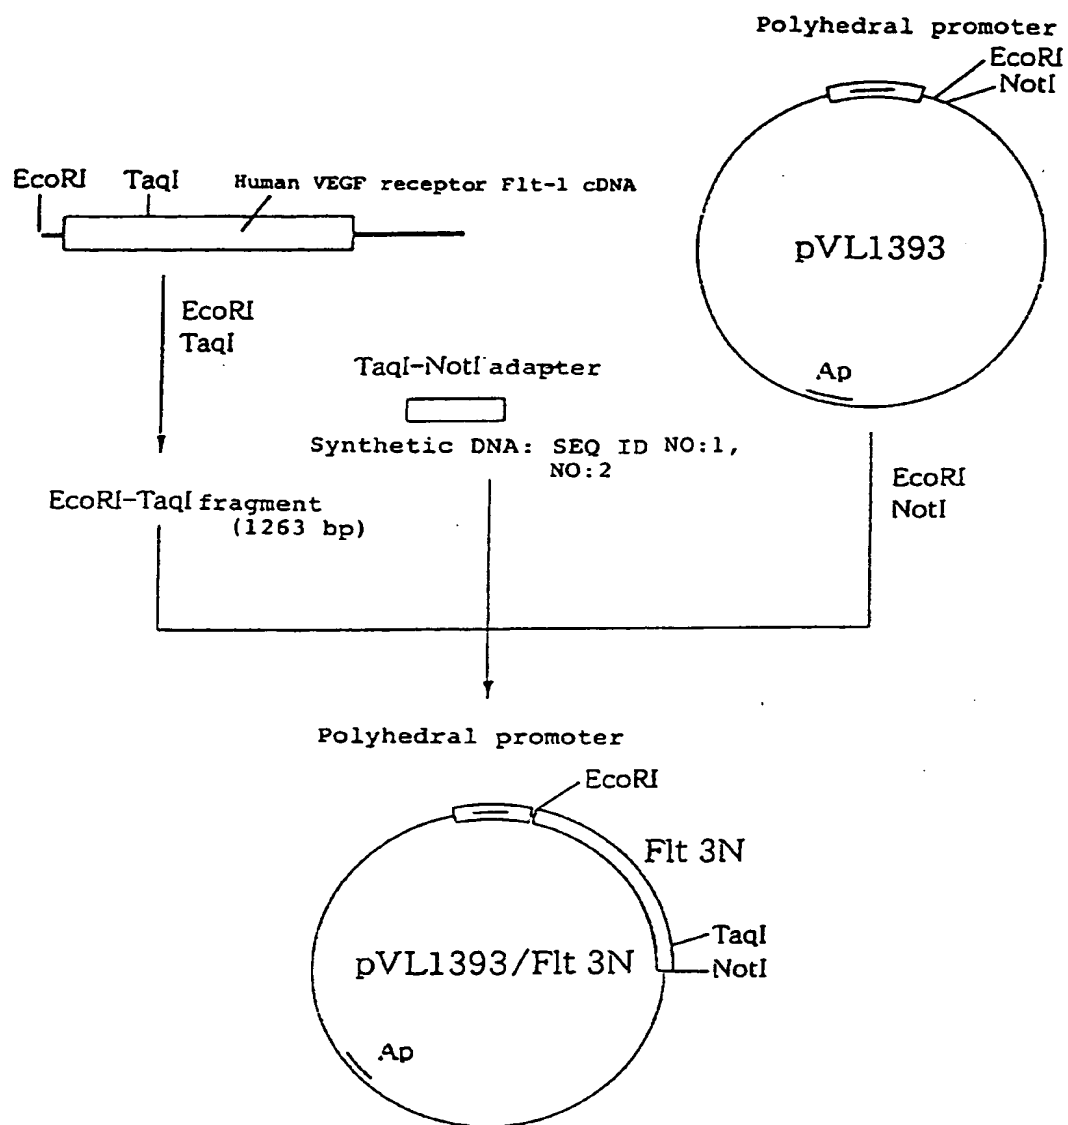 Polyhedral promoter
EcoRI
NotI
EcoRI
TaqI
Human VEGF receptor Flt-1 cDNA
pVL1393
EcoRI
TaqI
TaqI-NotI adapter
Ap
Synthetic DNA: SEQ ID NO:1,
NO:2
EcoRI-TaqI fragment
(1263 bp)
EcoRI
NotI
Polyhedral promoter
EcoRI
Flt 3N
TaqI
NotI
pVL1393/Flt 3N
Ap